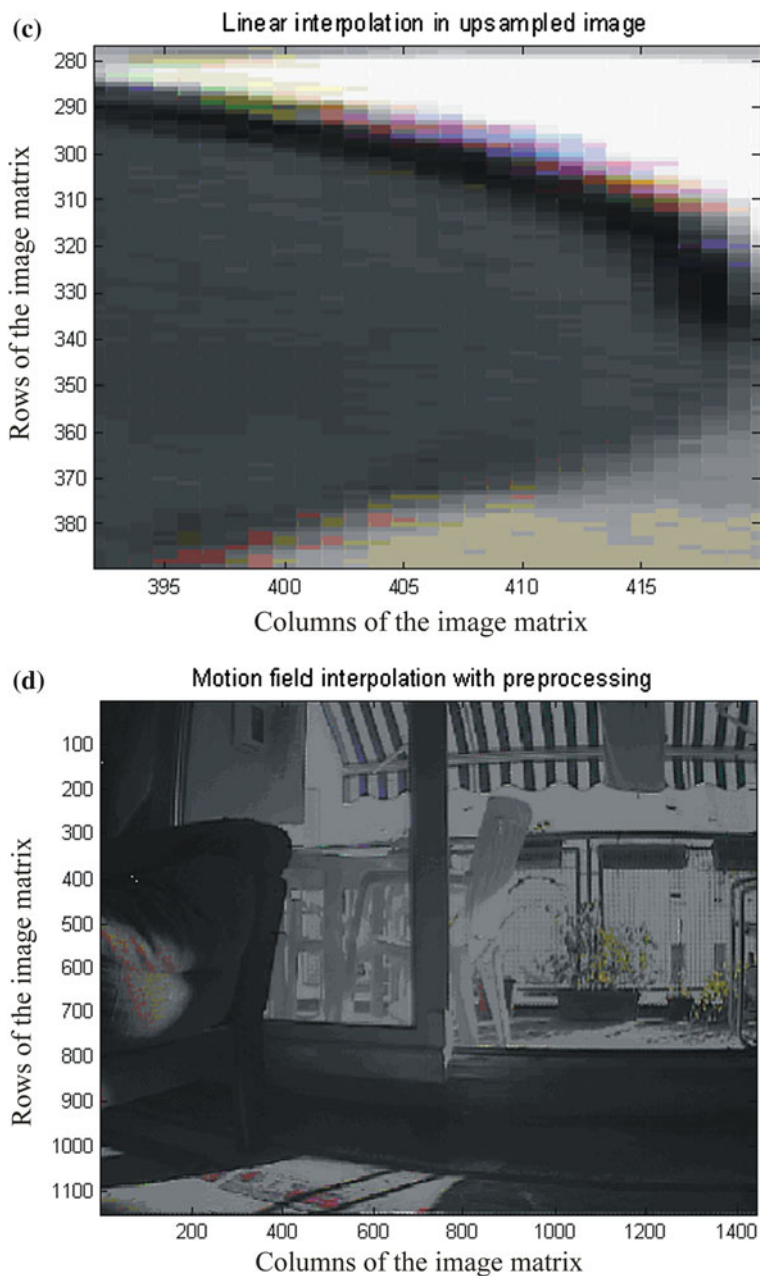 (c)
Linear interpolation in upsampled image
280
290
300
310
320
330
340
350
360
370
380
Rows of the image matrix
395 400 405 410 415
Columns of the image matrix
(d)
Motion field interpolation with preprocessing
100
200
300
400
500
600
700
800
900
1000
1100
Rows of the image matrix
200 400 600 800 1000 1200 1400
Columns of the image matrix